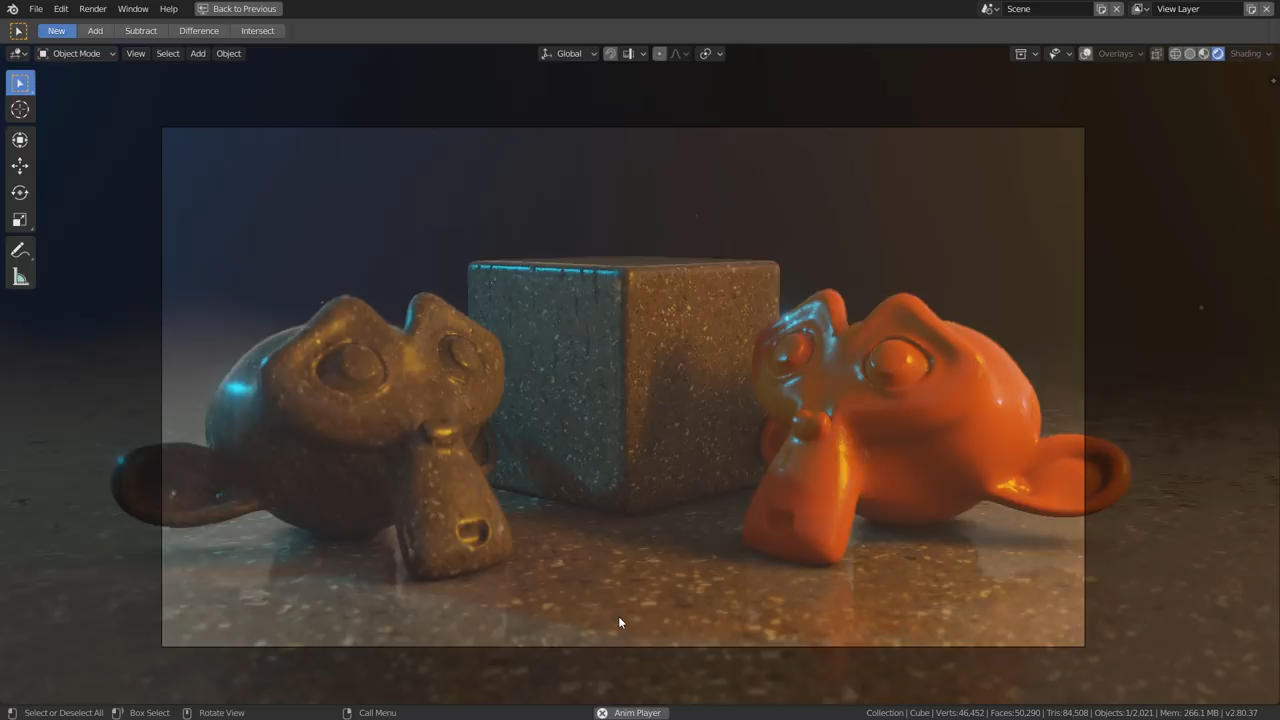 File Edit Render Window Help Back to Previous Scene View Layer
New Add Subtract Difference Intersect
Object Mode View Select Add Object Global Overlays Shading
Select or Deselect All Box Select Rotate View Call Menu Anim Player Collection | Cube | Verts:46,452 | Faces:50,290 | Tris:84,508 | Objects:1/2,021 | Mem: 266.1 MB | v2.80.37